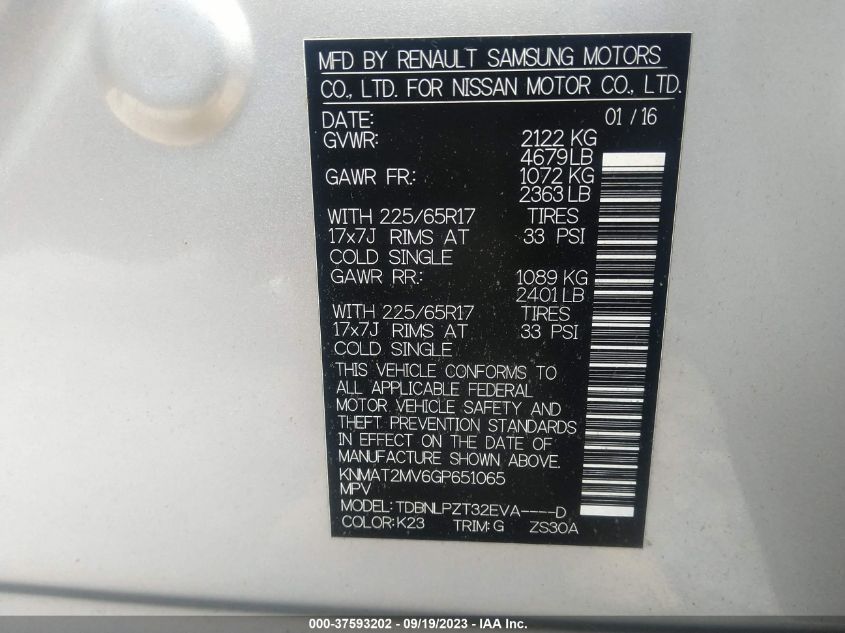 MFD BY RENAULT SAMSUNG MOTORS
CO., LTD. FOR NISSAN MOTOR CO., LTD.
DATE: 01 / 16
GVWR: 2122 KG
4679LB
GAWR FR: 1072 KG
2363 LB
WITH 225/65R17 TIRES
17x7J RIMS AT 33 PSI
COLD SINGLE
GAWR RR: 1089 KG
2401LB
WITH 225/65R17 TIRES
17x7J RIMS AT 33 PSI
COLD SINGLE
THIS VEHICLE CONFORMS TO
ALL APPLICABLE FEDERAL
MOTOR VEHICLE SAFETY AND
THEFT PREVENTION STANDARDS
IN EFFECT ON THE DATE OF
MANUFACTURE SHOWN ABOVE.
KNMAT2MV6GP651065
MPV
MODEL: TDBNLPZT32EVA----D
COLOR: K23 TRIM: G ZS30A
000-37593202 - 09/19/2023 - IAA Inc.